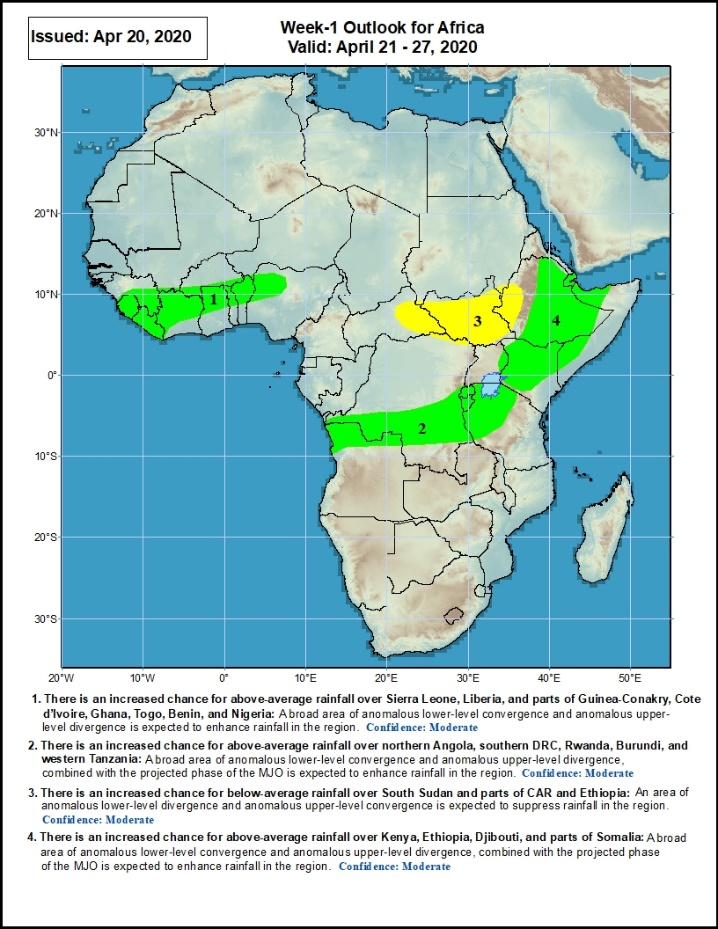 Issued: Apr 20, 2020
Week-1 Outlook for Africa
Valid: April 21 - 27, 2020
30°N
20°N
10°N
0°
10°S
20°S
30°S
1
3
4
2
20°W 10°W 0° 10°E 20°E 30°E 40°E 50°E
1. There is an increased chance for above-average rainfall over Sierra Leone, Liberia, and parts of Guinea-Conakry, Cote
d'Ivoire, Ghana, Togo, Benin, and Nigeria: A broad area of anomalous lower-level convergence and anomalous upper-
level divergence is expected to enhance rainfall in the region. Confidence: Moderate
2. There is an increased chance for above-average rainfall over northern Angola, southern DRC, Rwanda, Burundi, and
western Tanzania: A broad area of anomalous lower-level convergence and anomalous upper-level divergence,
combined with the projected phase of the MJO is expected to enhance rainfall in the region. Confidence: Moderate
3. There is an increased chance for below-average rainfall over South Sudan and parts of CAR and Ethiopia: An area of
anomalous lower-level divergence and anomalous upper-level convergence is expected to suppress rainfall in the region.
Confidence: Moderate
4. There is an increased chance for above-average rainfall over Kenya, Ethiopia, Djibouti, and parts of Somalia: A broad
area of anomalous lower-level convergence and anomalous upper-level divergence, combined with the projected phase
of the MJO is expected to enhance rainfall in the region. Confidence: Moderate